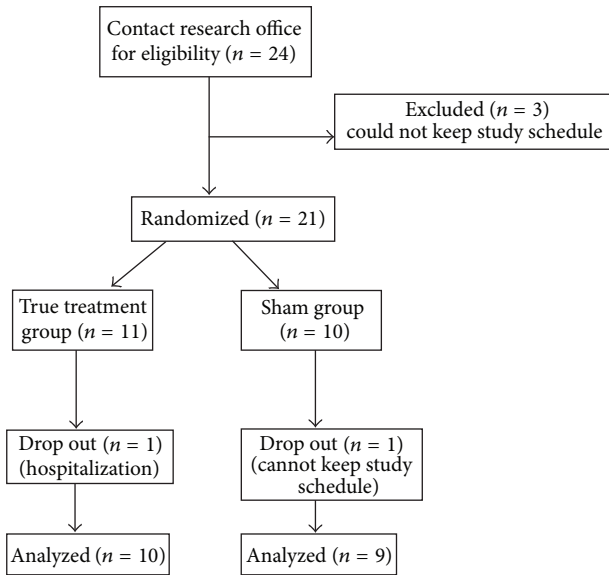 Contact research office
for eligibility (n = 24)
Excluded (n = 3)
could not keep study schedule
Randomized (n = 21)
True treatment
group (n = 11)
Sham group
(n = 10)
Drop out (n = 1)
(hospitalization)
Drop out (n = 1)
(cannot keep study
schedule)
Analyzed (n = 10)
Analyzed (n = 9)